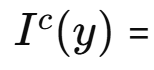 I^c(y) =